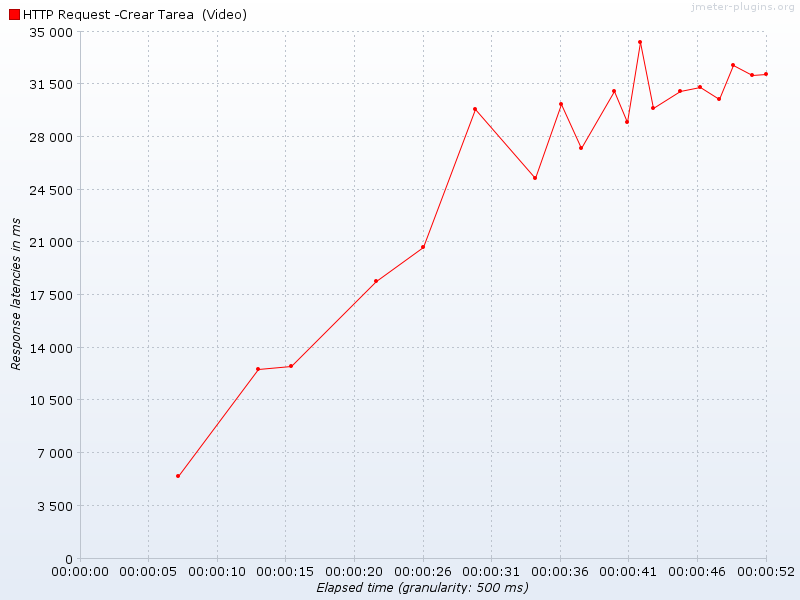 jmeter-plugins.org
HTTP Request -Crear Tarea (Video)
35 000
31 500
28 000
24 500
21 000
17 500
14 000
10 500
7 000
3 500
0
Response latencies in ms
00:00:00 00:00:05 00:00:10 00:00:15 00:00:20 00:00:26 00:00:31 00:00:36 00:00:41 00:00:46 00:00:52
Elapsed time (granularity: 500 ms)